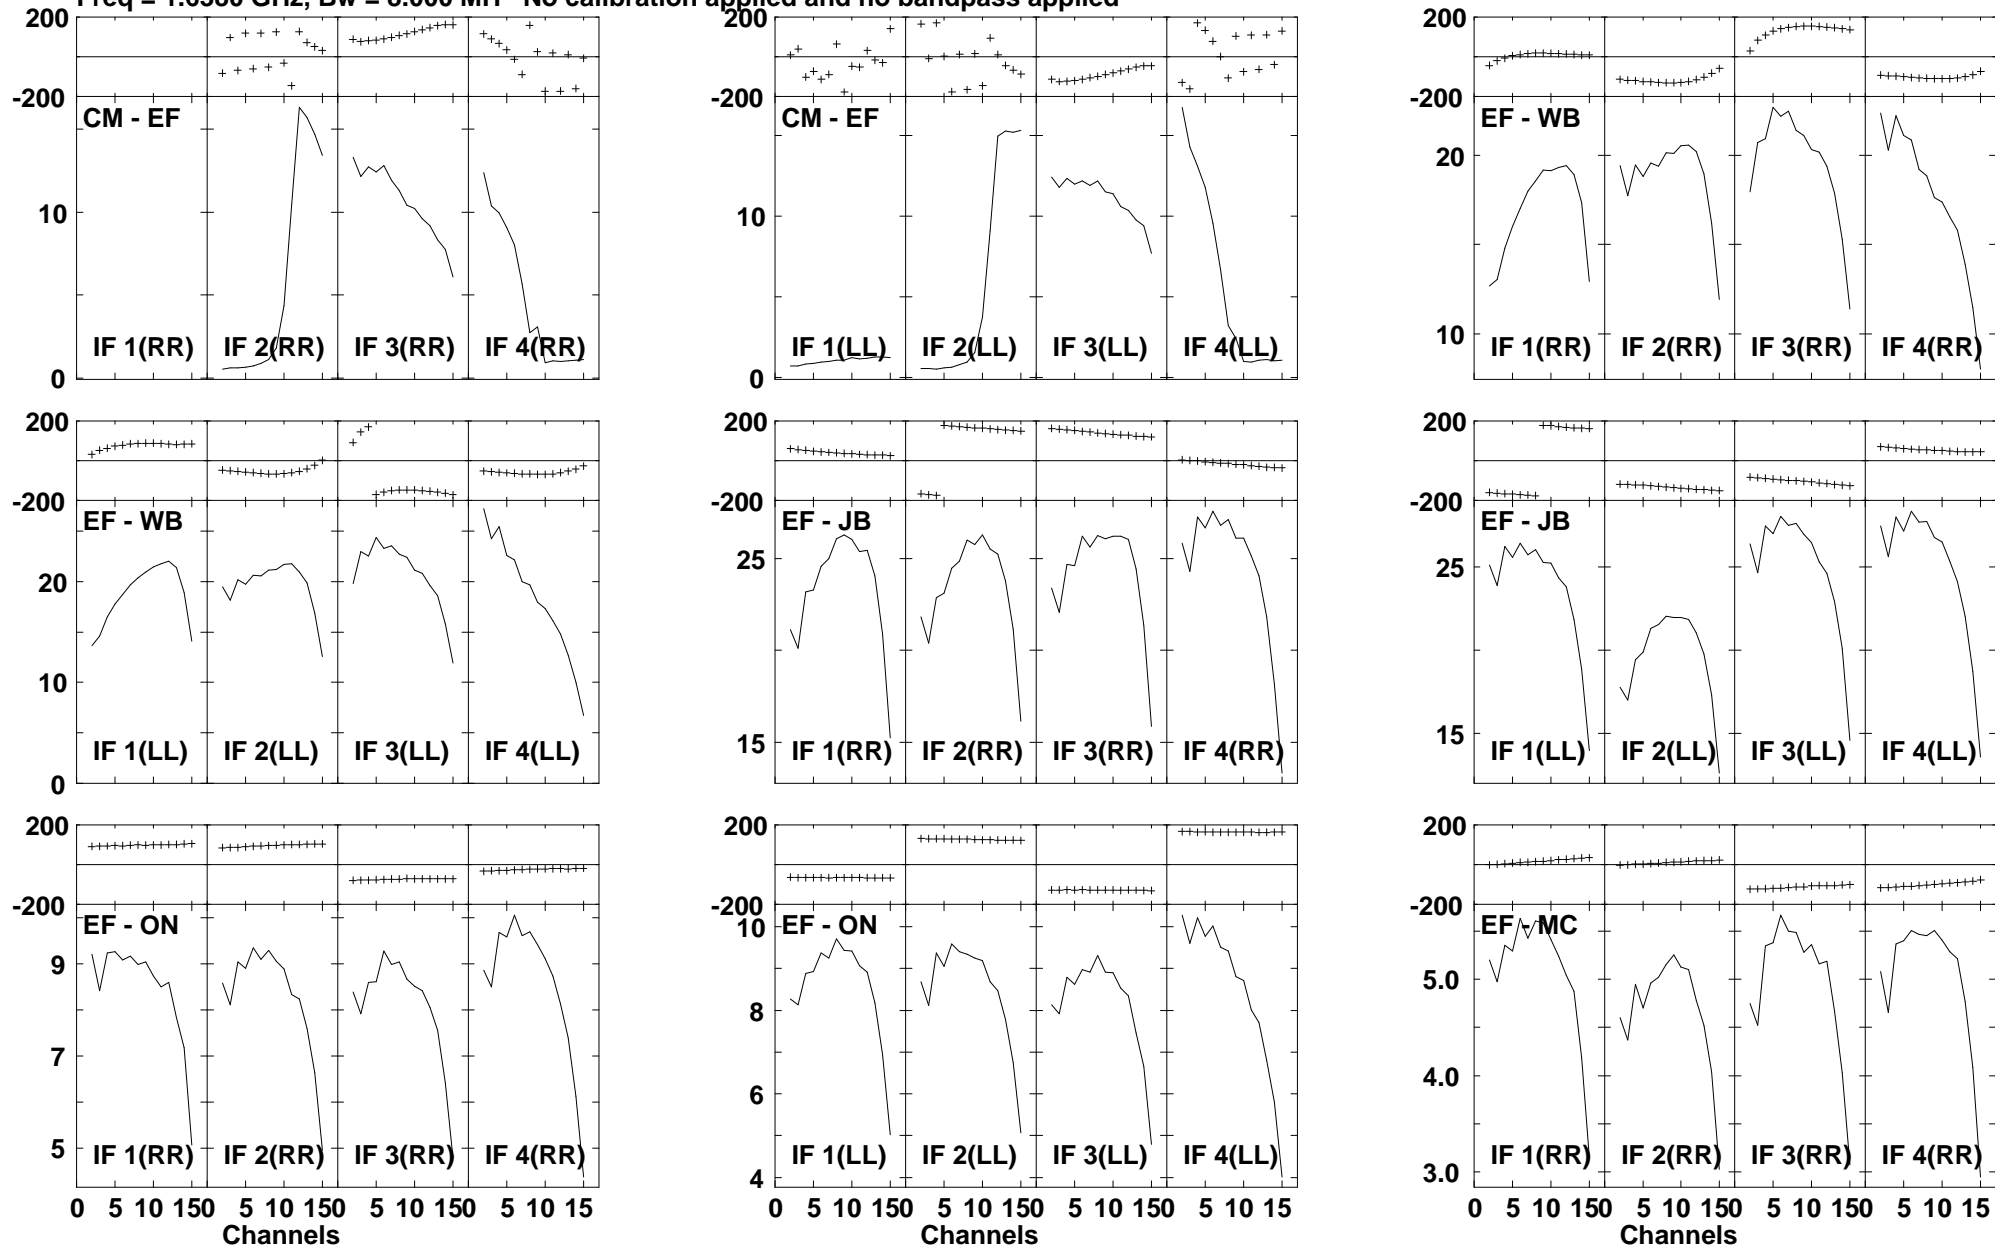 Freq = 1.6380 GHz, Bw = 8.000 MH No calibration applied and no bandpass applied
200 200 200
-200 -200 -200
CM - EF CM - EF EF - WB
20
10 10
10
IF 1(RR) IF 2(RR) IF 3(RR) IF 4(RR) IF 1(LL) IF 2(LL) IF 3(LL) IF 4(LL) IF 1(RR) IF 2(RR) IF 3(RR) IF 4(RR)
0 0
200 200 200
-200 -200 -200
EF - WB EF - JB EF - JB
25 25
20
10
15 15
IF 1(LL) IF 2(LL) IF 3(LL) IF 4(LL) IF 1(RR) IF 2(RR) IF 3(RR) IF 4(RR) IF 1(LL) IF 2(LL) IF 3(LL) IF 4(LL)
0
200 200 200
-200 -200 -200
EF - ON EF - ON EF - MC
10
9 5.0
8
7
4.0
6
5
IF 1(RR) IF 2(RR) IF 3(RR) IF 4(RR) IF 1(LL) IF 2(LL) IF 3(LL) IF 4(LL) IF 1(RR) IF 2(RR) IF 3(RR) IF 4(RR)
4 3.0
0 5 10 150 5 10 150 5 10 150 5 10 15 0 5 10 150 5 10 150 5 10 150 5 10 15 0 5 10 150 5 10 150 5 10 150 5 10 15
Channels Channels Channels